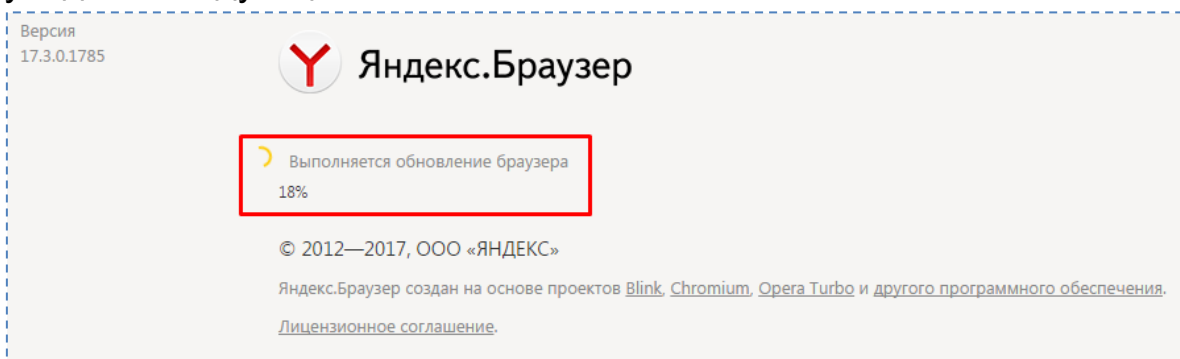 Версия
17.3.0.1785
Яндекс.Браузер
Выполняется обновление браузера
18%
© 2012—2017, ООО «ЯНДЕКС»
Яндекс.Браузер создан на основе проектов Blink, Chromium, Opera Turbo и другого программного обеспечения.
Лицензионное соглашение.